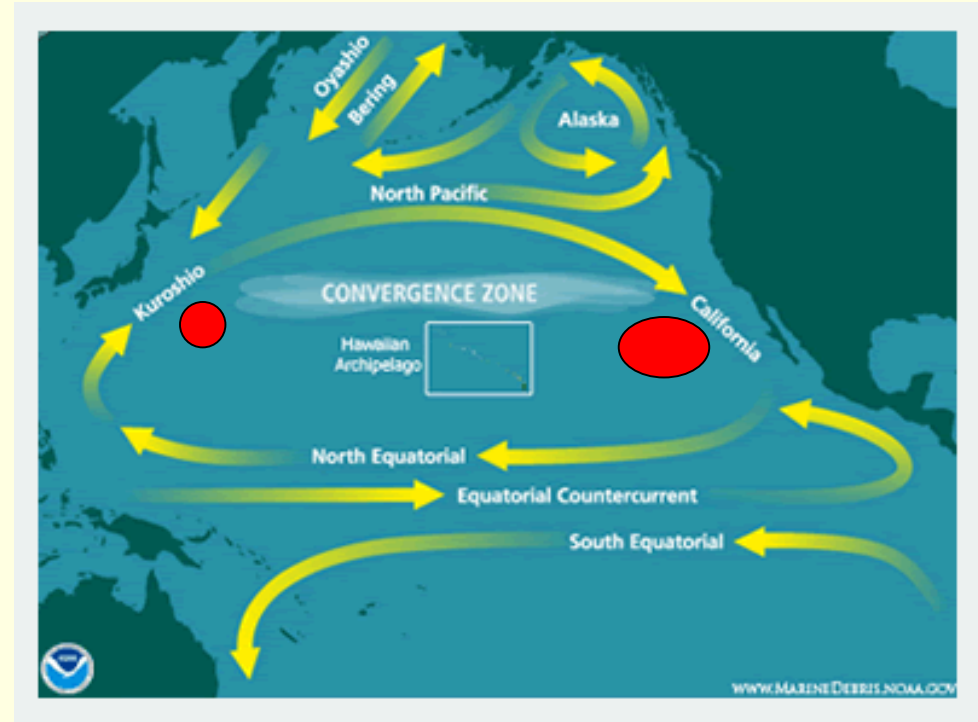 Oyashio
Bering
Alaska
North Pacific
Kuroshio
CONVERGENCE ZONE
California
Hawaiian
Archipelago
North Equatorial
Equatorial Countercurrent
South Equatorial
WWW.MARINEDEBRIS.NOAA.GOV